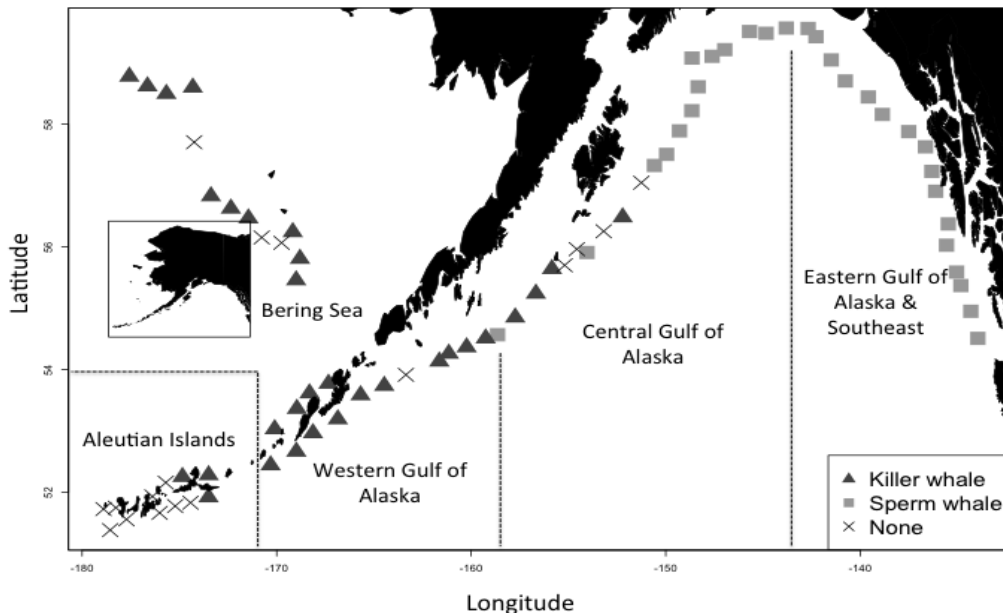 Latitude
58
56
54
52
Bering Sea
Aleutian Islands
Western Gulf of
Alaska
Central Gulf of
Alaska
Eastern Gulf of
Alaska &
Southeast
Killer whale
Sperm whale
None
-180
-170
-160
-150
-140
Longitude